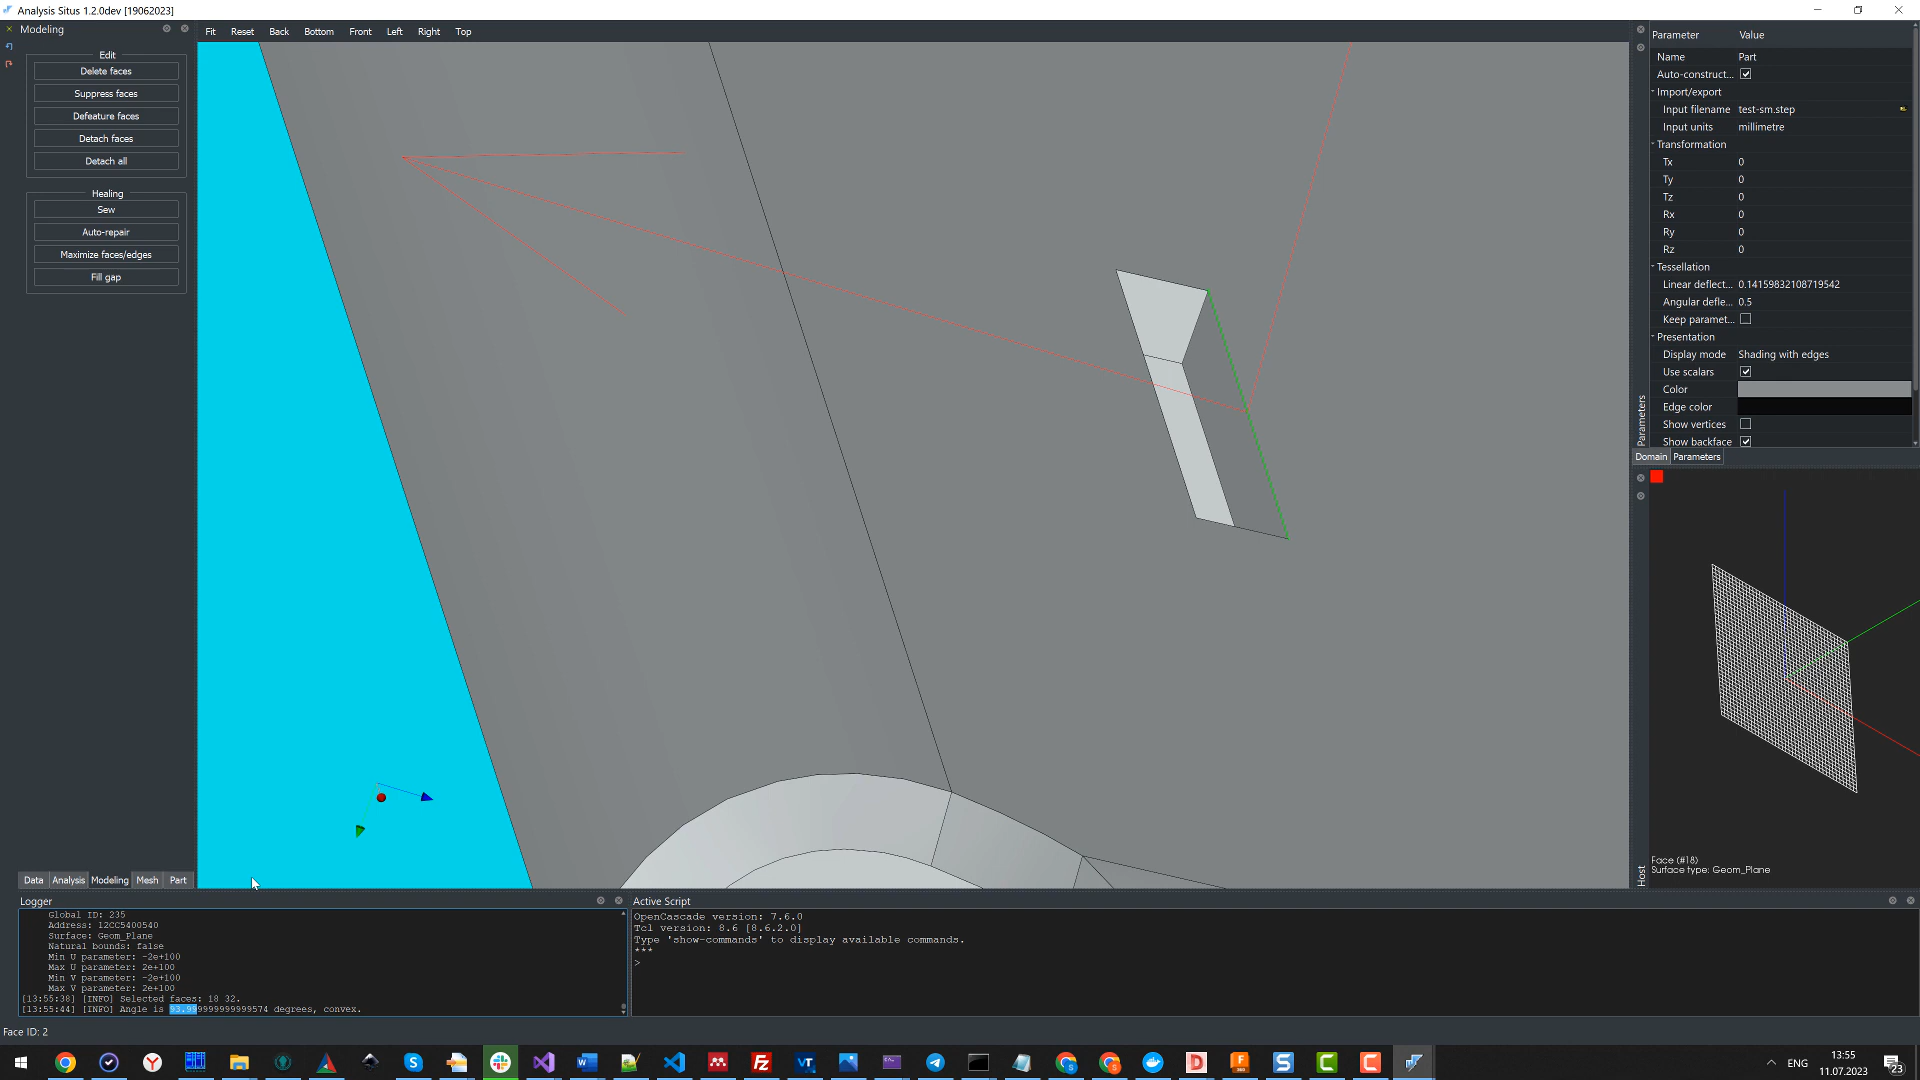 Analysis Situs 1.2.0dev [19062023]
Modeling
Edit
Delete faces
Suppress faces
Defeature faces
Detach faces
Detach all
Healing
Sew
Auto-repair
Maximize faces/edges
Fill gap
Data Analysis Modeling Mesh Part
Fit Reset Back Bottom Front Left Right Top
Parameter Value
Name Part
Auto-construct...
Import/export
Input filename test-sm.step
Input units millimetre
Transformation
Tx 0
Ty 0
Tz 0
Rx 0
Ry 0
Rz 0
Tessellation
Linear deflect... 0.14159832108719542
Angular defle... 0.5
Keep paramet...
Presentation
Display mode Shading with edges
Use scalars
Color
Edge color
Show vertices
Show backface
Parameters
Domain Parameters
Face (#18)
Surface type: Geom_Plane
Host
Logger
Global ID: 235
Address: 12CC5400540
Surface: Geom_Plane
Natural bounds: false
Min U parameter: -2e+100
Max U parameter: 2e+100
Min V parameter: -2e+100
Max V parameter: 2e+100
[13:55:38] [INFO] Selected faces: 18 32.
[13:55:44] [INFO] Angle is 93.999999999999574 degrees, convex.
Active Script
OpenCascade version: 7.6.0
Tcl version: 8.6 [8.6.2.0]
Type 'show-commands' to display available commands.
***
>
Face ID: 2
ENG
13:55
11.07.2023
23